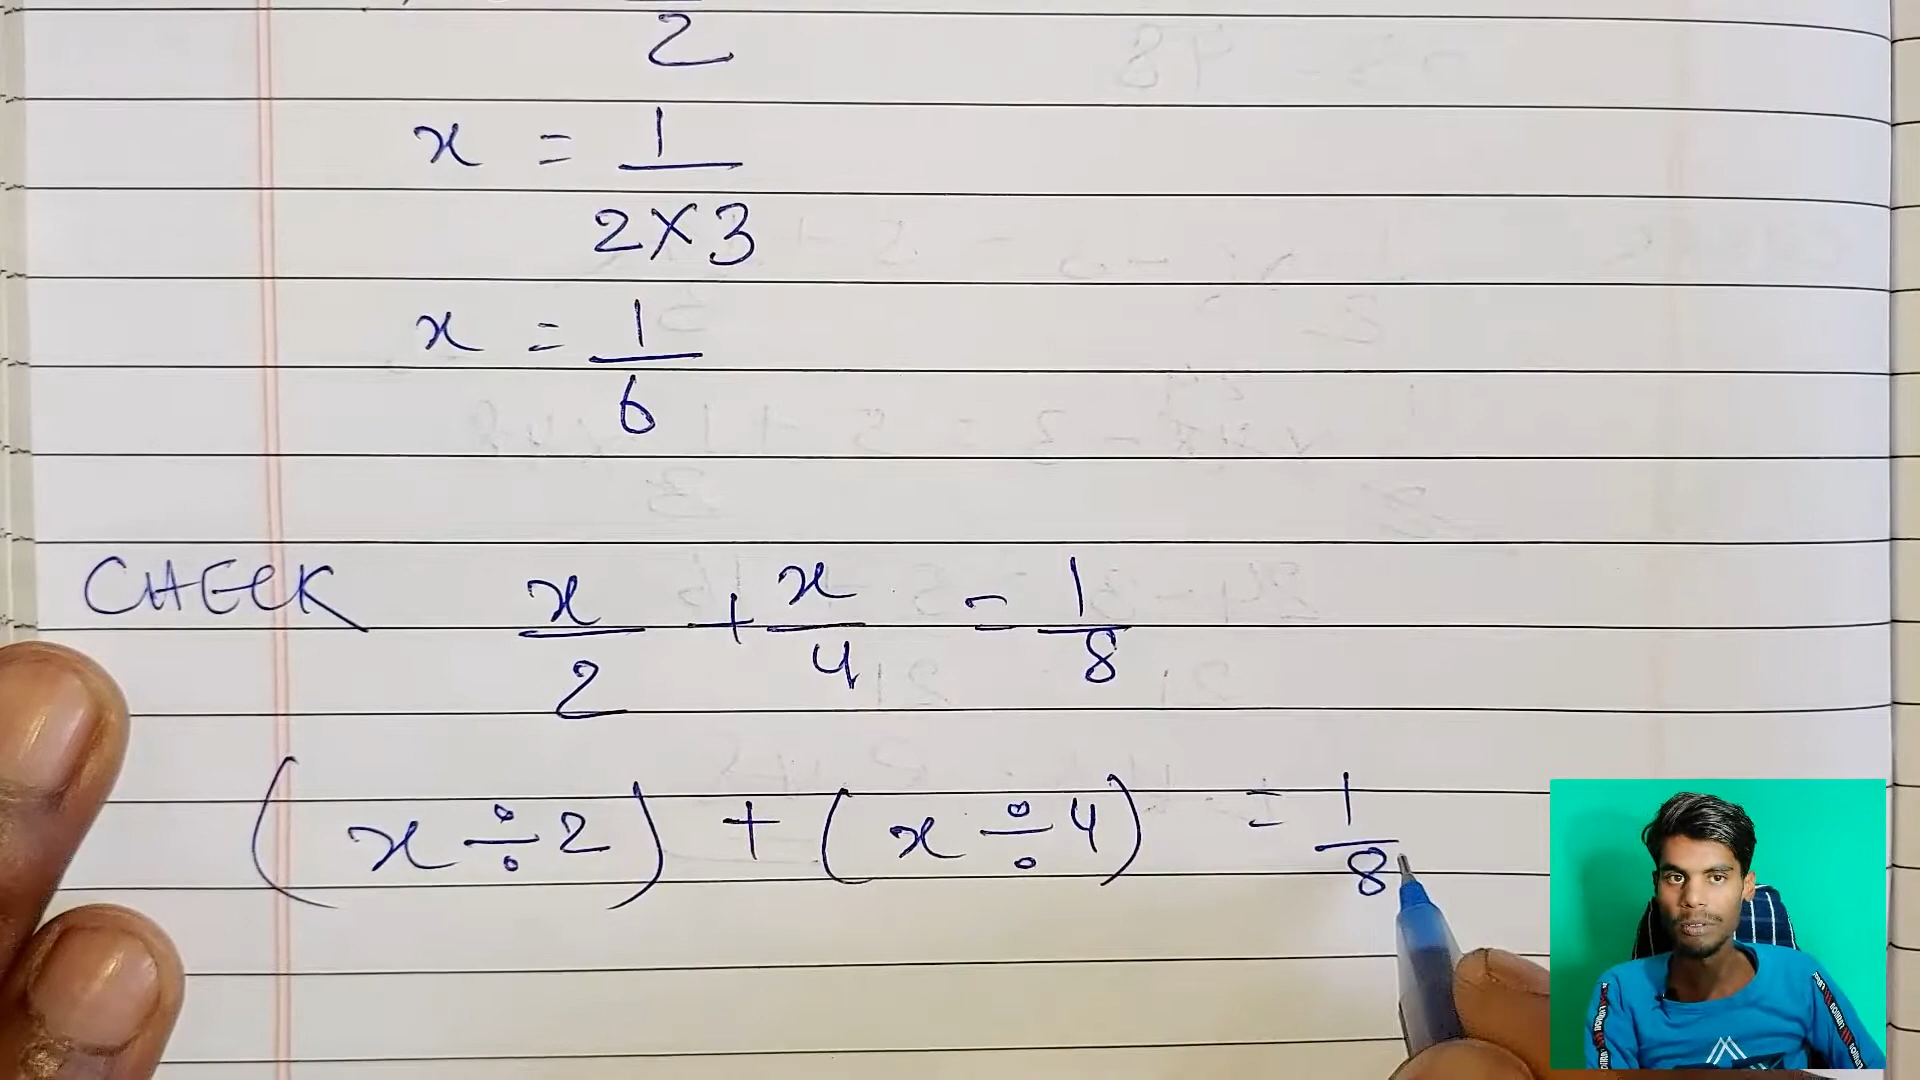 2
x = 1/2×3
x = 1/6
CHECK x/2 + x/4 = 1/8
(x ÷ 2) + (x ÷ 4) = 1/8